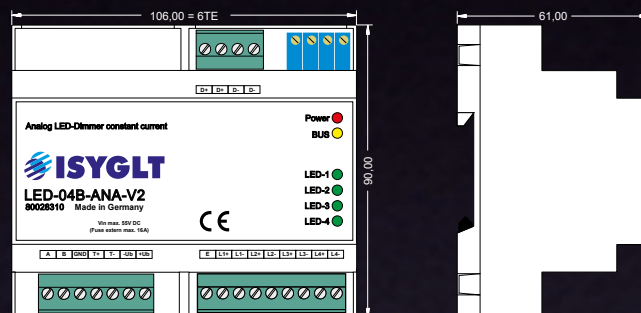 106,00 = 6TE
61,00
D+ D+ D- D-
Analog LED-Dimmer constant current
Power
BUS
90,00
ISYGLT
LED-1
LED-2
LED-3
LED-4
LED-04B-ANA-V2
80028310 Made in Germany
Vin max. 55V DC
(Fuse extern max. 16A)
CE
A B GND T+ T- -Ub +Ub
E L1+ L1- L2+ L2- L3+ L3- L4+ L4-